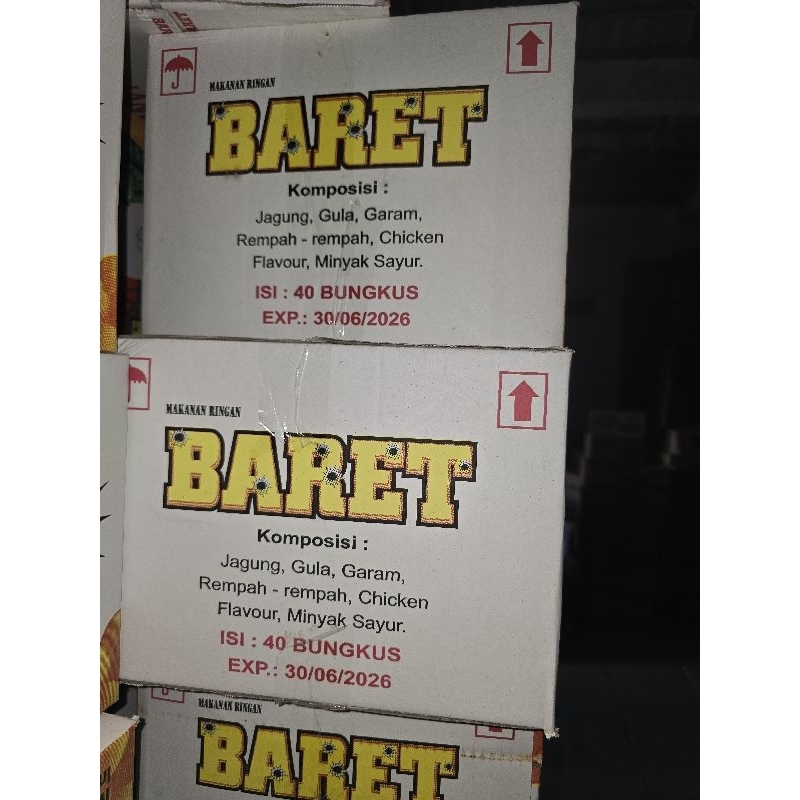 MAKANAN RINGAN
BARET
Komposisi :
Jagung, Gula, Garam,
Rempah - rempah, Chicken
Flavour, Minyak Sayur.
ISI : 40 BUNGKUS
EXP.: 30/06/2026
MAKANAN RINGAN
BARET
Komposisi :
Jagung, Gula, Garam,
Rempah - rempah, Chicken
Flavour, Minyak Sayur.
ISI : 40 BUNGKUS
EXP.: 30/06/2026
MAKANAN RINGAN
BARET